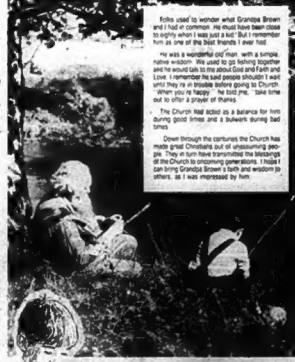 Folks used to wonder what Grandpa Brown
and I had in common. He must have been close
to eighty when I was just a kid. But I remember
him as one of the best friends I ever had.
He was a wonderful old man, with a simple,
native wisdom. We used to go fishing together
and he would talk to me about God and Faith and
Love. I remember he said people shouldn't wait
until they're in trouble before going to Church.
"When you're happy," he told me, "take time
out to offer a prayer of thanks."
The Church had acted as a balance for him
during good times and a bulwark during bad
times.
Down through the centuries the Church has
made great Christians out of unassuming peo-
ple. They in turn have transmitted the blessings
of the Church to oncoming generations. I hope I
can bring Grandpa Brown's faith and wisdom to
others, as I was impressed by him.